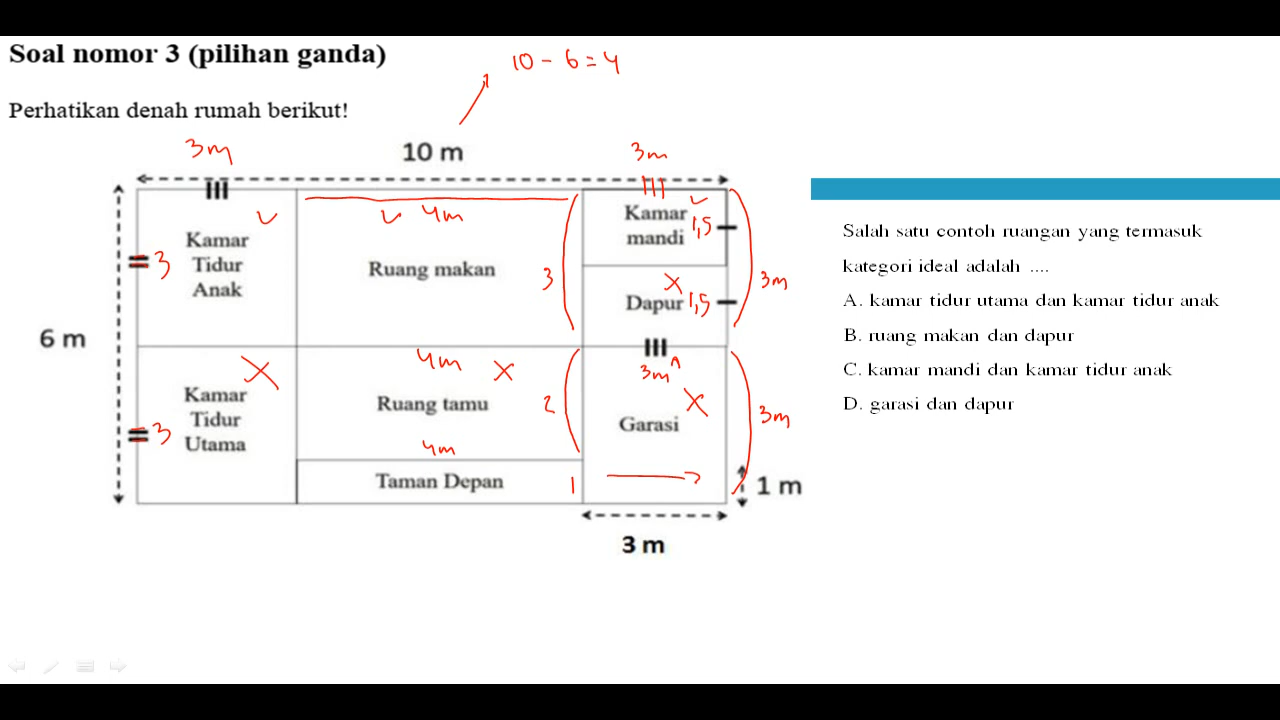 Soal nomor 3 (pilihan ganda)
10 - 6 = 4
Perhatikan denah rumah berikut!
3m
10 m
3m
Kamar
mandi
1,5
4m
Kamar
Tidur
Anak
3
Ruang makan
3
Dapur
1,5
3m
6 m
4m
3m
Kamar
Tidur
Utama
3
Ruang tamu
2
Garasi
3m
4m
Taman Depan
1
1 m
3 m
Salah satu contoh ruangan yang termasuk
kategori ideal adalah ....
A. kamar tidur utama dan kamar tidur anak
B. ruang makan dan dapur
C. kamar mandi dan kamar tidur anak
D. garasi dan dapur